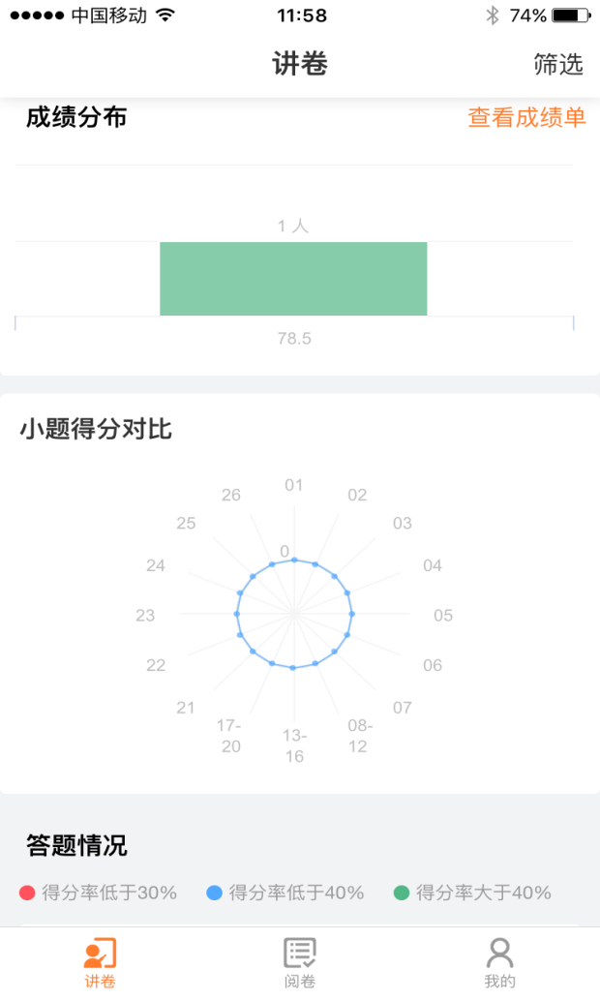 中国移动 11:58 74%
讲卷 筛选
成绩分布 查看成绩单
1 人
78.5
小题得分对比
01
26 02
25 03
0
24 04
23 05
22 06
21 07
17-
20
08-
12
13-
16
答题情况
得分率低于30% 得分率低于40% 得分率大于40%
讲卷 阅卷 我的